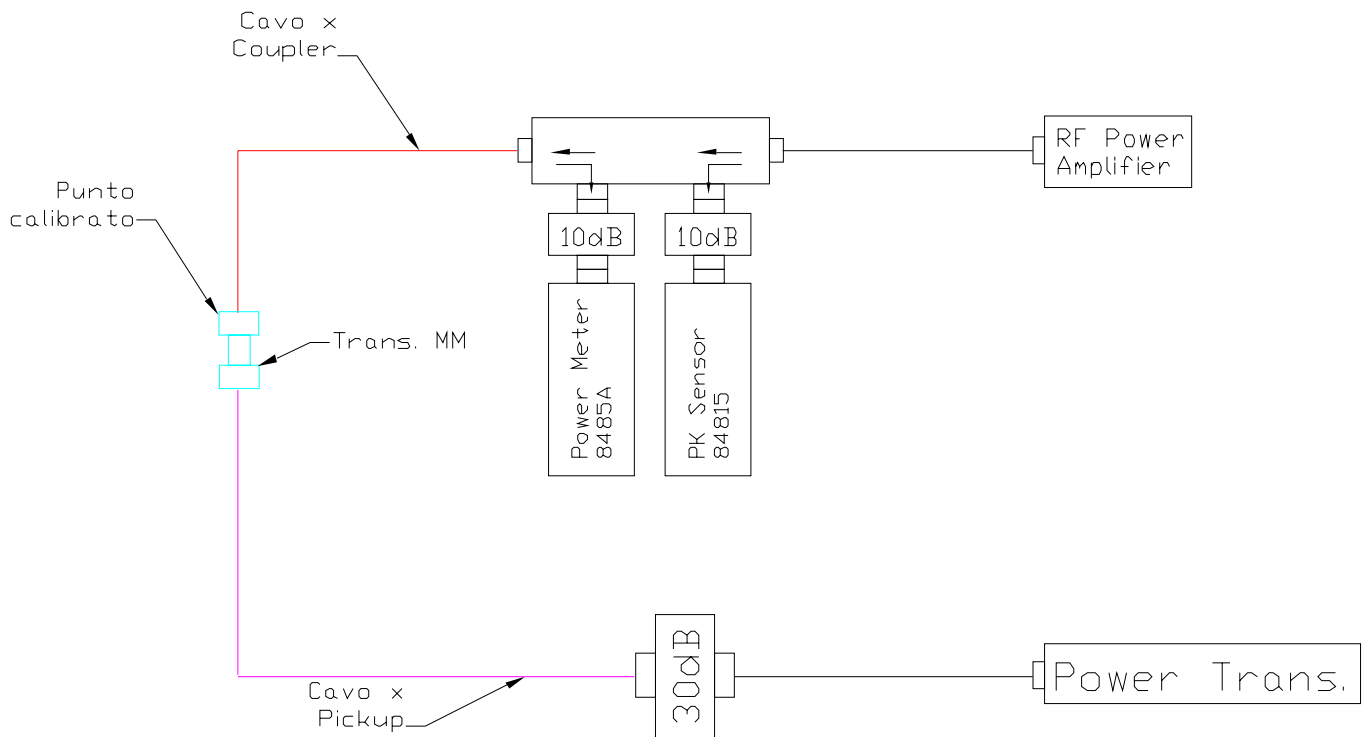 Cavo x
Coupler
RF Power
Amplifier
Punto
calibrato
10dB
10dB
Trans. MM
Power Meter
8485A
PK Sensor
84815
Cavo x
Pickup
30dB
Power Trans.